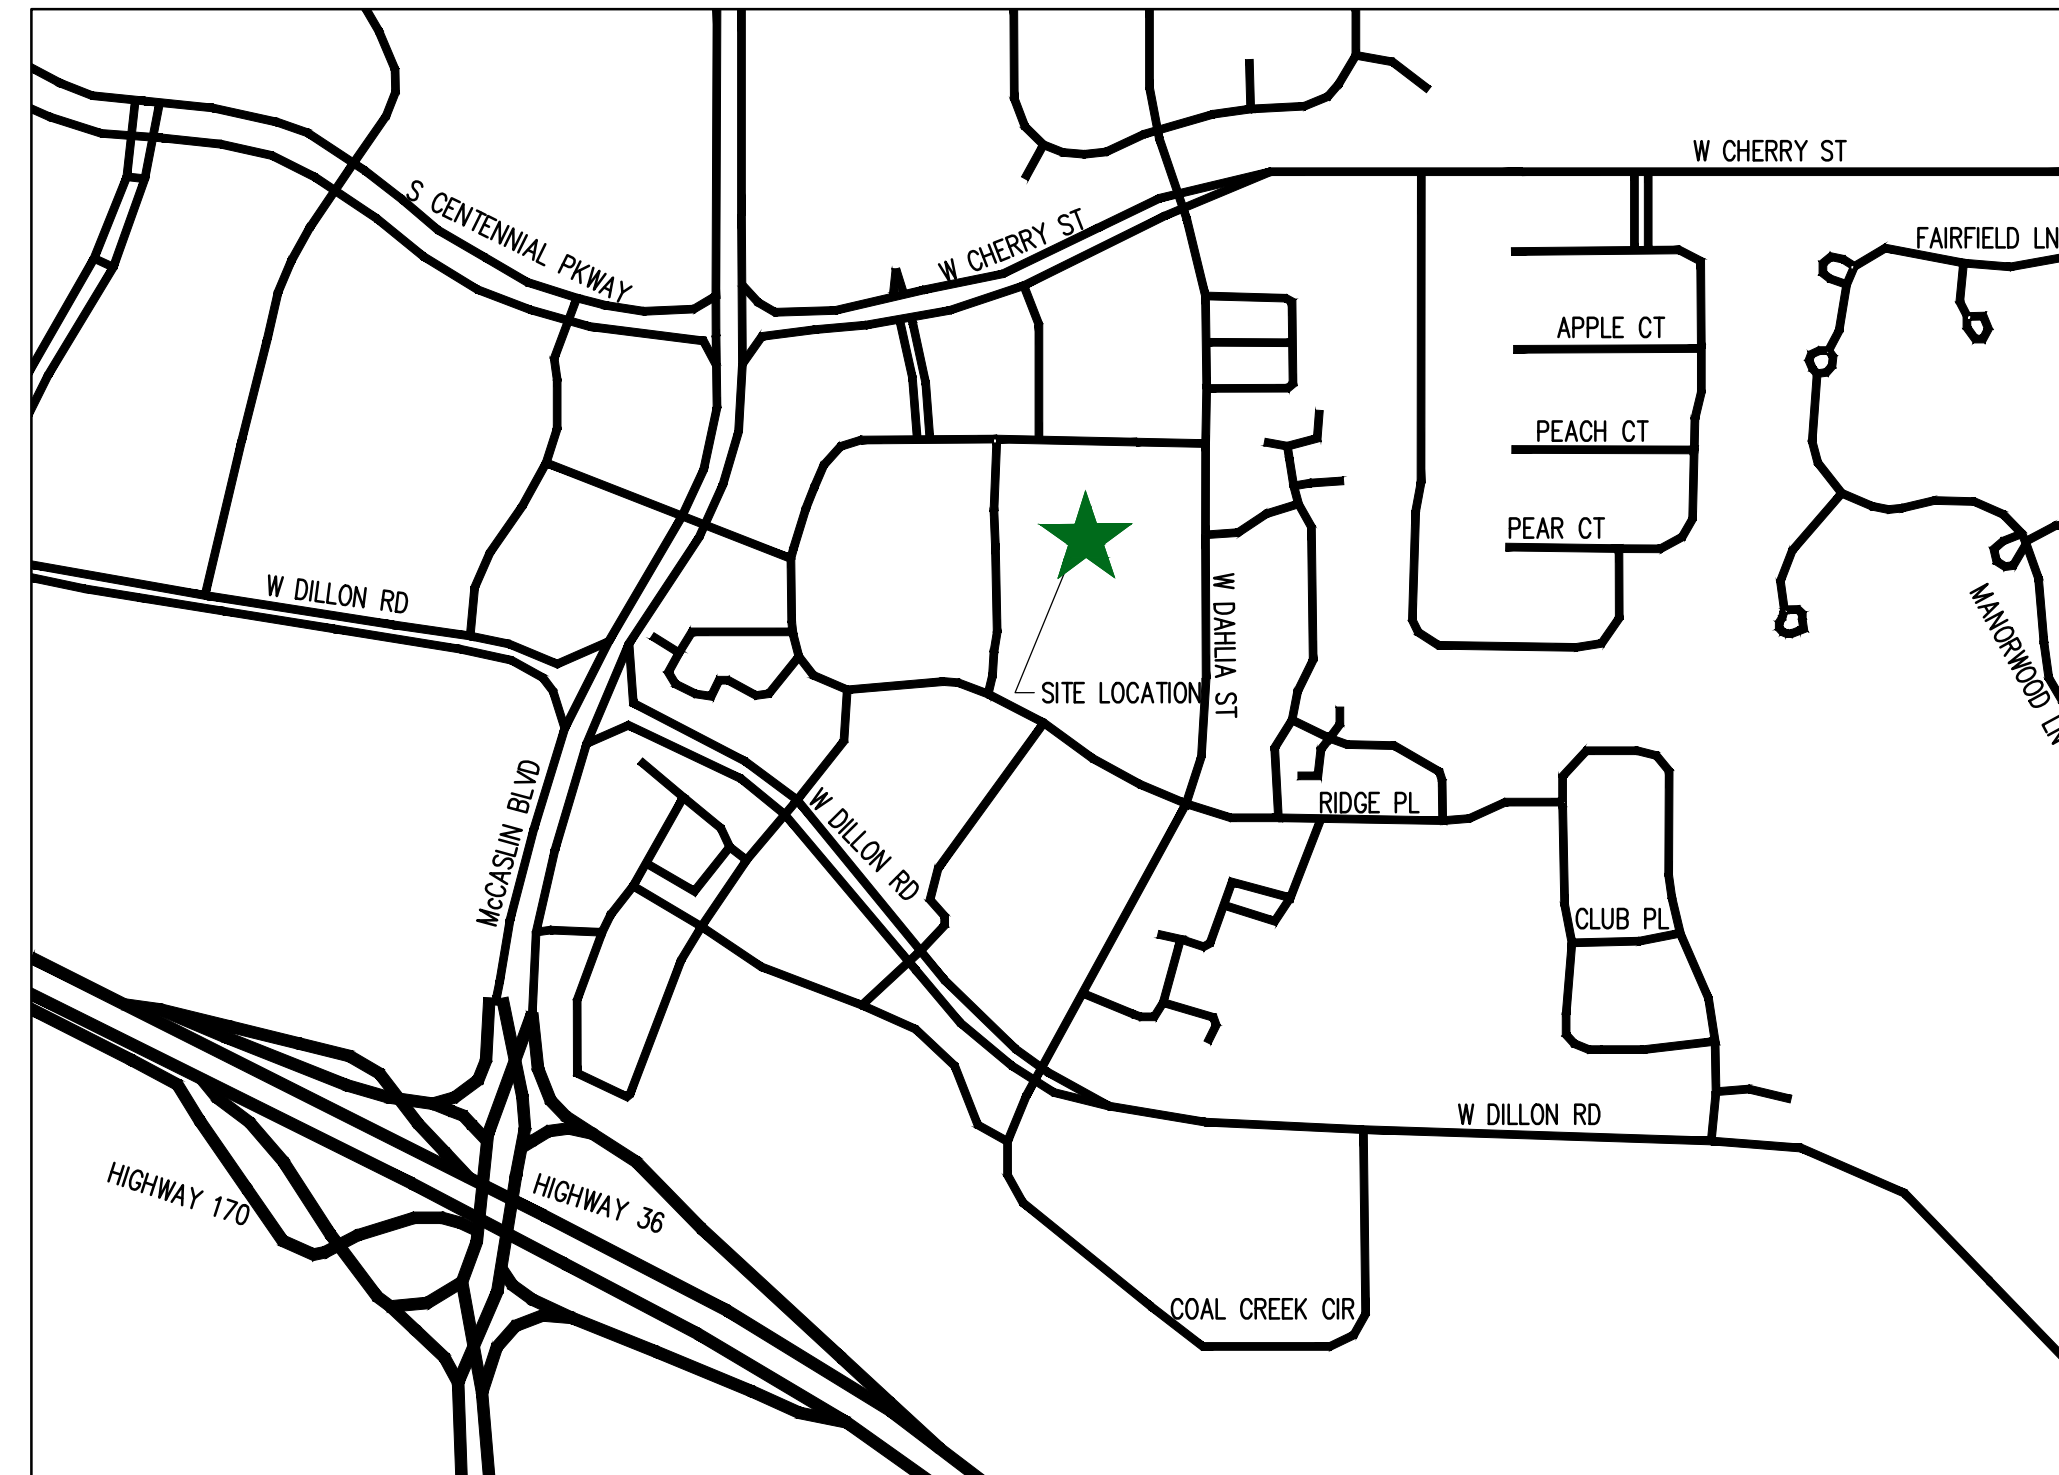 W CHERRY ST
S CENTENNIAL PKWAY
W CHERRY ST
FAIRFIELD LN
APPLE CT
PEACH CT
PEAR CT
W DILLON RD
W DAHLIA ST
MANORWOOD LN
SITE LOCATION
McCASLIN BLVD
W DILLON RD
RIDGE PL
CLUB PL
W DILLON RD
HIGHWAY 170
HIGHWAY 36
COAL CREEK CIR